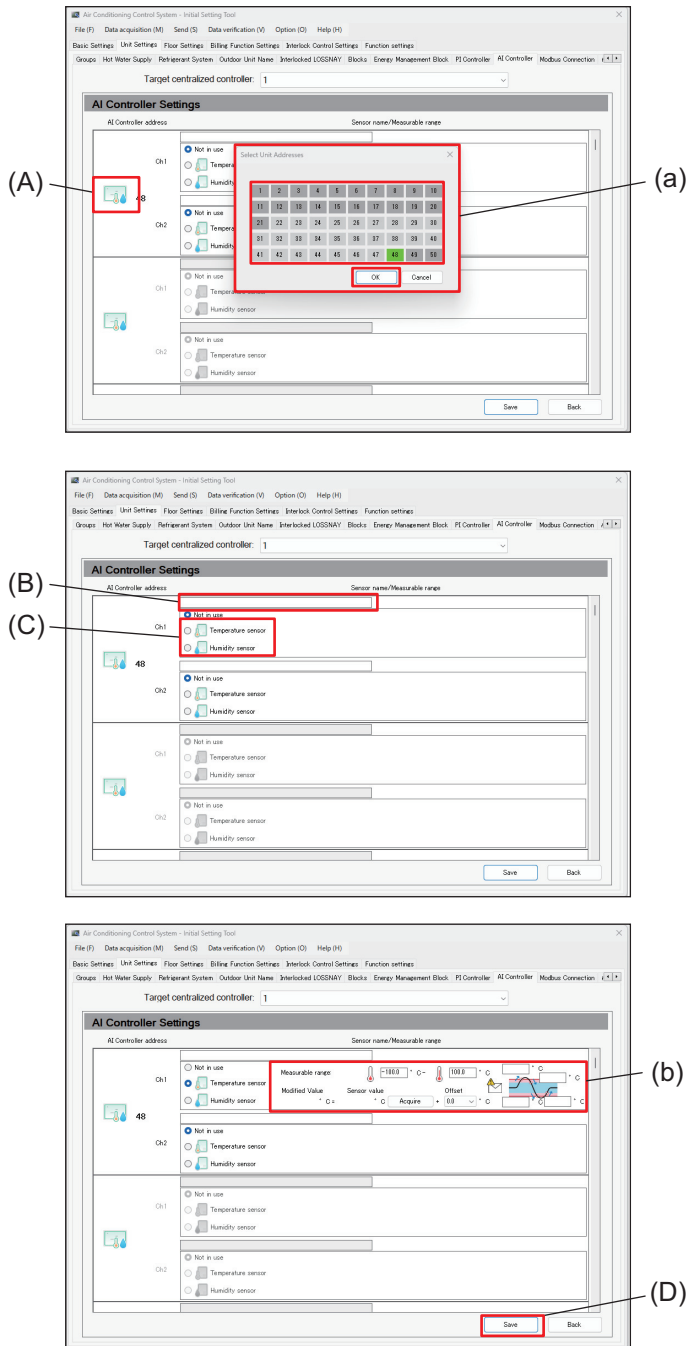 Air Conditioning Control System - Initial Setting Tool
File (F) Data acquisition (M) Send (S) Data verification (V) Option (O) Help (H)
Basic Settings Unit Settings Floor Settings Billing Function Settings Interlock Control Settings Function settings
Groups Hot Water Supply Refrigerant System Outdoor Unit Name Interlocked LOSSNAY Blocks Energy Management Block PI Controller AI Controller Modbus Connection
Target centralized controller: 1
AI Controller Settings
AI Controller address Sensor name/Measurable range
Not in use
Select Unit Addresses
Ch1
(A)
(a)
48
1 2 3 4 5 6 7 8 9 10
11 12 13 14 15 16 17 18 19 20
21 22 23 24 25 26 27 28 29 30
31 32 33 34 35 36 37 38 39 40
41 42 43 44 45 46 47 48 49 50
Not in use
Ch2
Humidity
OK Cancel
Not in use
Ch1
Humidity sensor
Not in use
Ch2 Temperature sensor
Humidity sensor
Save Back
Air Conditioning Control System - Initial Setting Tool
File (F) Data acquisition (M) Send (S) Data verification (V) Option (O) Help (H)
Basic Settings Unit Settings Floor Settings Billing Function Settings Interlock Control Settings Function settings
Groups Hot Water Supply Refrigerant System Outdoor Unit Name Interlocked LOSSNAY Blocks Energy Management Block PI Controller AI Controller Modbus Connection
Target centralized controller: 1
AI Controller Settings
AI Controller address Sensor name/Measurable range
(B)
Not in use
(C)
Ch1 Temperature sensor
Humidity sensor
48
Not in use
Ch2 Temperature sensor
Humidity sensor
Not in use
Ch1 Temperature sensor
Humidity sensor
Not in use
Ch2 Temperature sensor
Humidity sensor
Save Back
Air Conditioning Control System - Initial Setting Tool
File (F) Data acquisition (M) Send (S) Data verification (V) Option (O) Help (H)
Basic Settings Unit Settings Floor Settings Billing Function Settings Interlock Control Settings Function settings
Groups Hot Water Supply Refrigerant System Outdoor Unit Name Interlocked LOSSNAY Blocks Energy Management Block PI Controller AI Controller Modbus Connection
Target centralized controller: 1
AI Controller Settings
AI Controller address Sensor name/Measurable range
Not in use
Measurable range: -100.0 °C - 100.0 °C °C °C
(b)
Ch1 Temperature sensor
Modified Value Sensor value Offset
Humidity sensor
°C = °C Acquire + 0.0 °C °C °C
48
Not in use
Ch2 Temperature sensor
Humidity sensor
Not in use
Ch1 Temperature sensor
Humidity sensor
Not in use
Ch2 Temperature sensor
Humidity sensor
(D)
Save Back